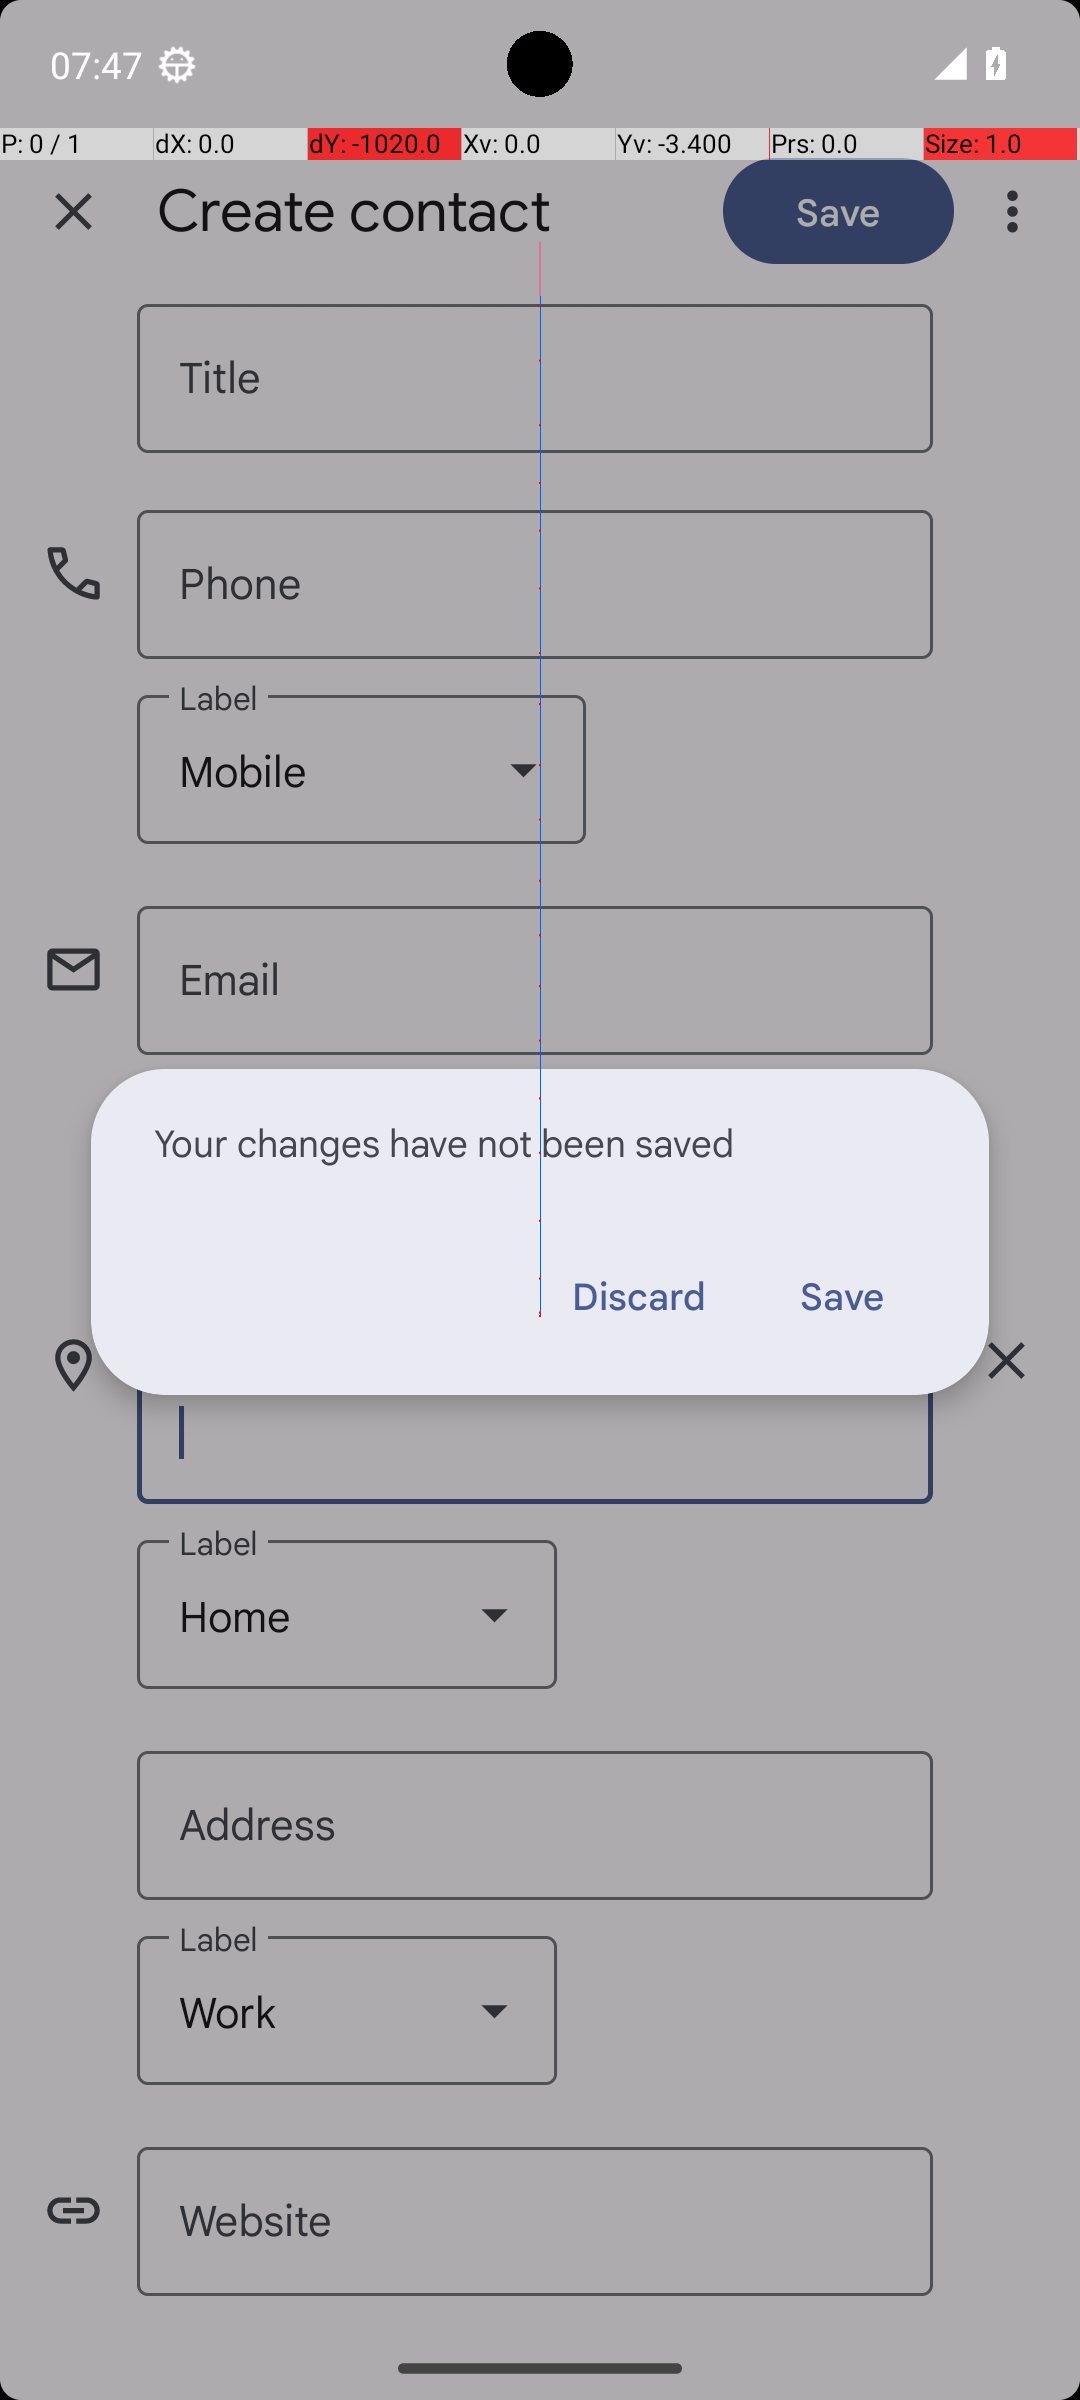 07:47
P: 0 / 1 dX: 0.0 dY: -1020.0 Xv: 0.0 Yv: -3.400 Prs: 0.0 Size: 1.0
Create contact Save
Title
Phone
Label
Mobile
Email
Your changes have not been saved
Discard Save
Label
Home
Address
Label
Work
Website